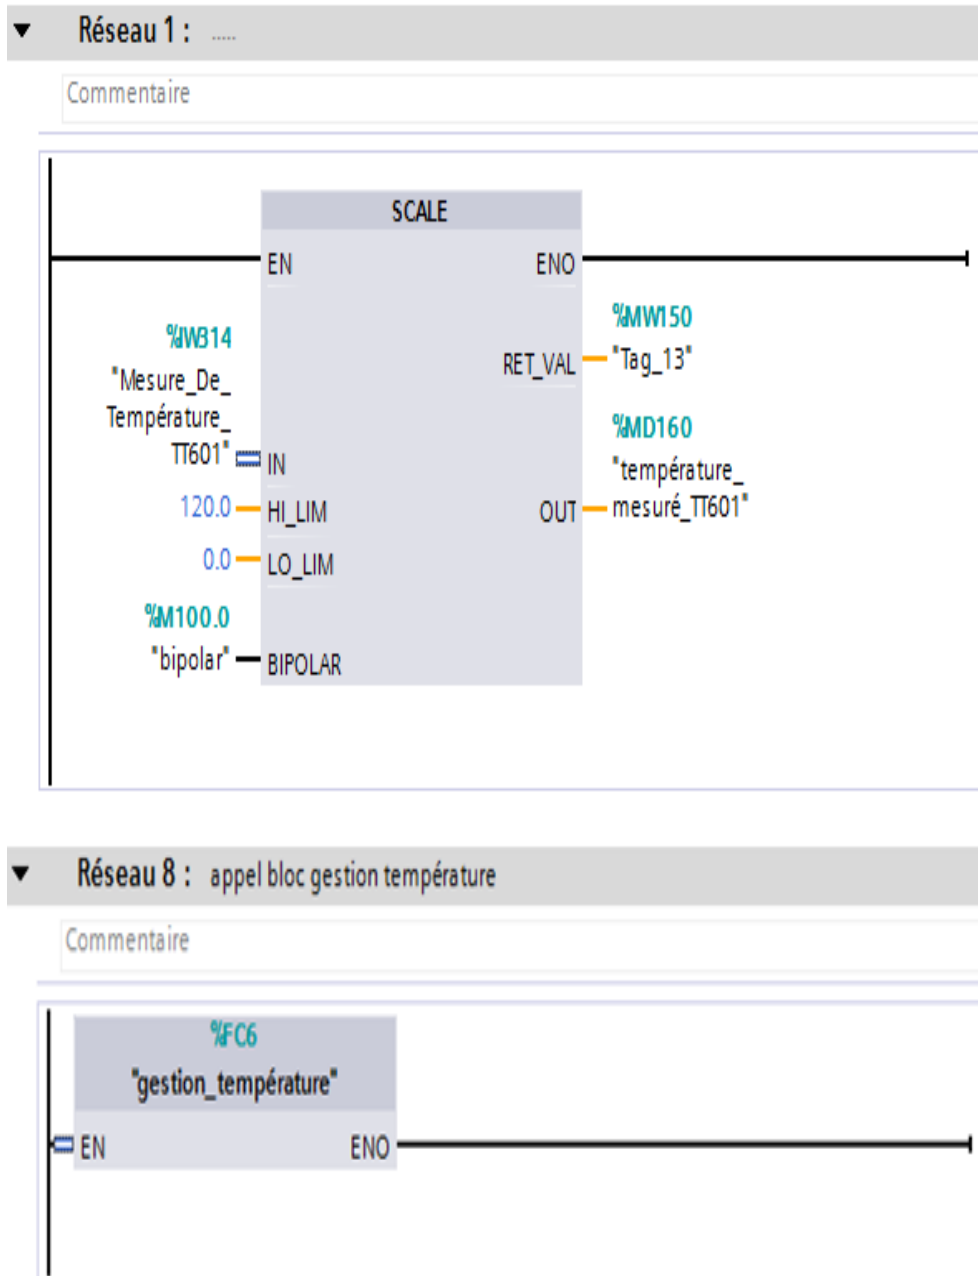 Réseau 1 : .....
Commentaire
SCALE
EN ENO
%IW314
"Mesure_De_
Température_
TT601" IN
120.0 HI_LIM
0.0 LO_LIM
%M100.0
"bipolar" BIPOLAR
%MW150
RET_VAL "Tag_13"
%MD160
"température_
OUT mesuré_TT601"
Réseau 8 : appel bloc gestion température
Commentaire
%FC6
"gestion_température"
EN ENO